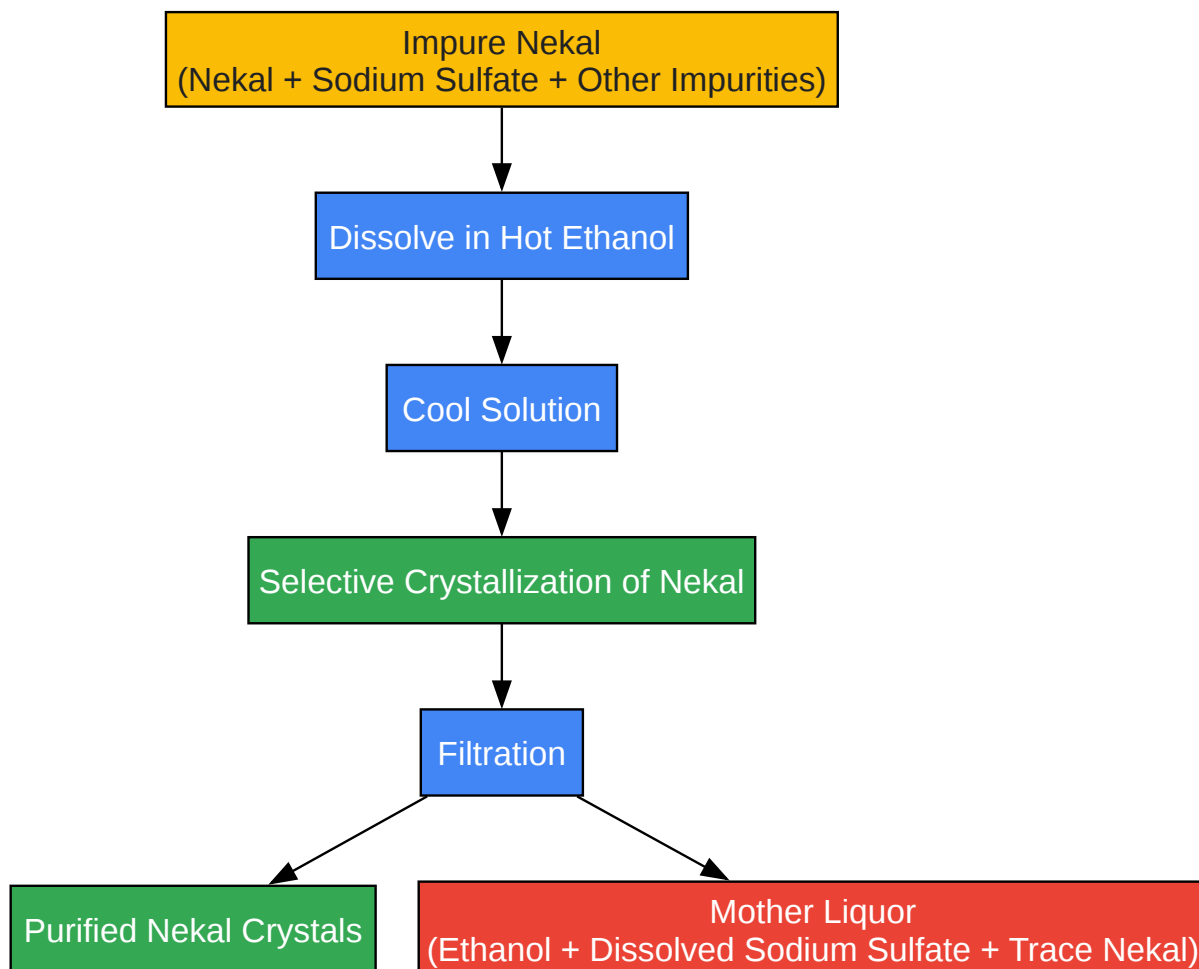 Impure Nekal
(Nekal + Sodium Sulfate + Other Impurities)
Dissolve in Hot Ethanol
Cool Solution
Selective Crystallization of Nekal
Filtration
Purified Nekal Crystals
Mother Liquor
(Ethanol + Dissolved Sodium Sulfate + Trace Nekal)